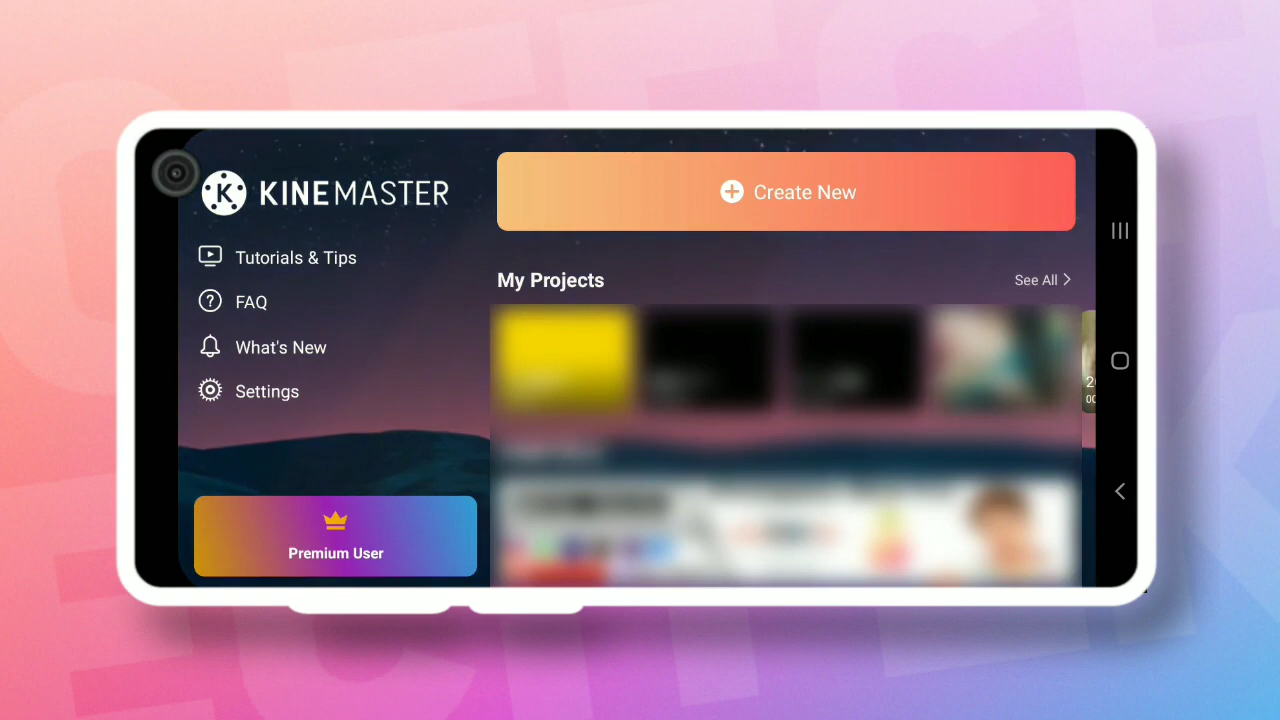 KINEMASTER
Tutorials & Tips
FAQ
What's New
Settings
Premium User
Create New
My Projects
See All